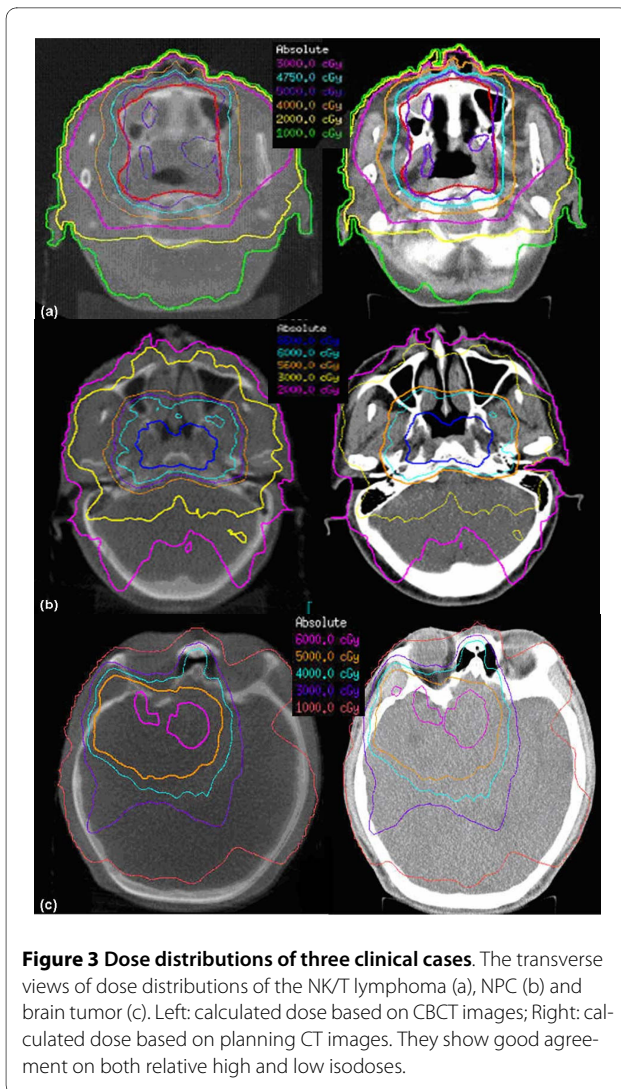 Absolute
3000.0 cGy
4750.0 cGy
5000.0 cGy
4000.0 cGy
2000.0 cGy
1000.0 cGy
(a)
Absolute
6000.0 cGy
5600.0 cGy
3000.0 cGy
2000.0 cGy
(b)
Absolute
6000.0 cGy
5000.0 cGy
4000.0 cGy
3000.0 cGy
1000.0 cGy
(c)
Figure 3 Dose distributions of three clinical cases. The transverse
views of dose distributions of the NK/T lymphoma (a), NPC (b) and
brain tumor (c). Left: calculated dose based on CBCT images; Right: cal-
culated dose based on planning CT images. They show good agree-
ment on both relative high and low isodoses.